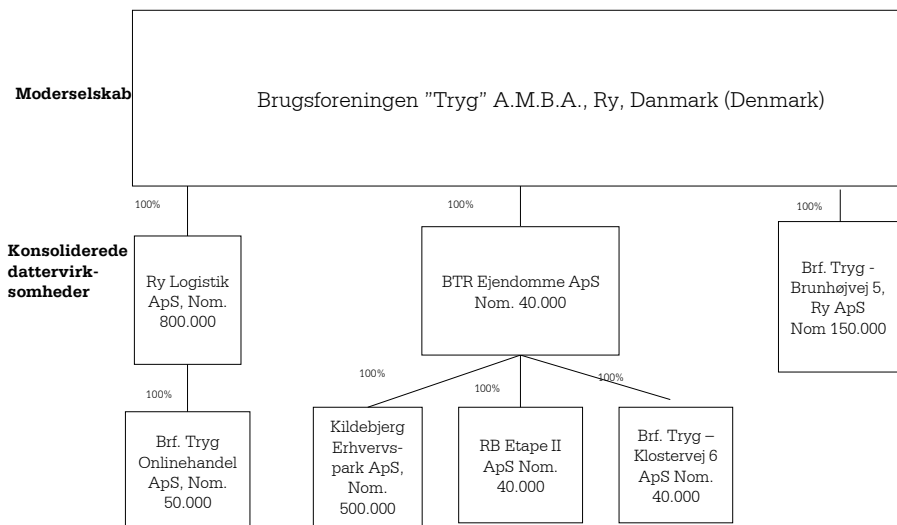 Moderselskab
Brugsforeningen ”Tryg” A.M.B.A., Ry, Danmark (Denmark)
100%
100%
100%
Konsoliderede
dattervirk-
somheder
Ry Logistik
ApS, Nom.
800.000
BTR Ejendomme ApS
Nom. 40.000
Brf. Tryg -
Brunhøjvej 5,
Ry ApS
Nom 150.000
100%
100%
100%
100%
Brf. Tryg
Onlinehandel
ApS, Nom.
50.000
Kildebjerg
Erhvervs-
park ApS,
Nom.
500.000
RB Etape II
ApS Nom.
40.000
Brf. Tryg –
Klostervej 6
ApS Nom.
40.000